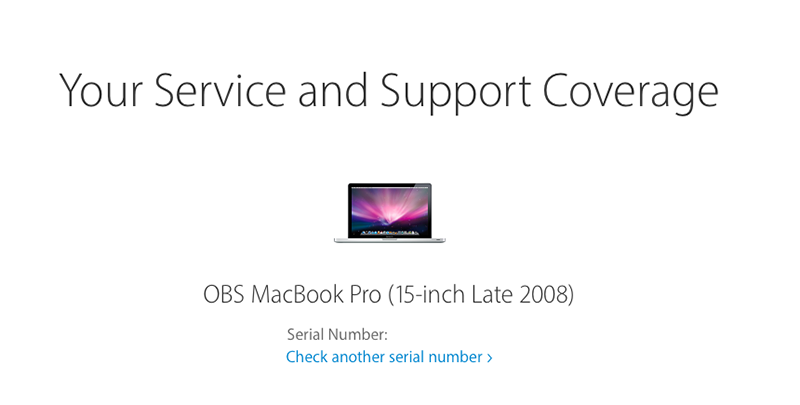 Your Service and Support Coverage
OBS MacBook Pro (15-inch Late 2008)
Serial Number:
Check another serial number ›